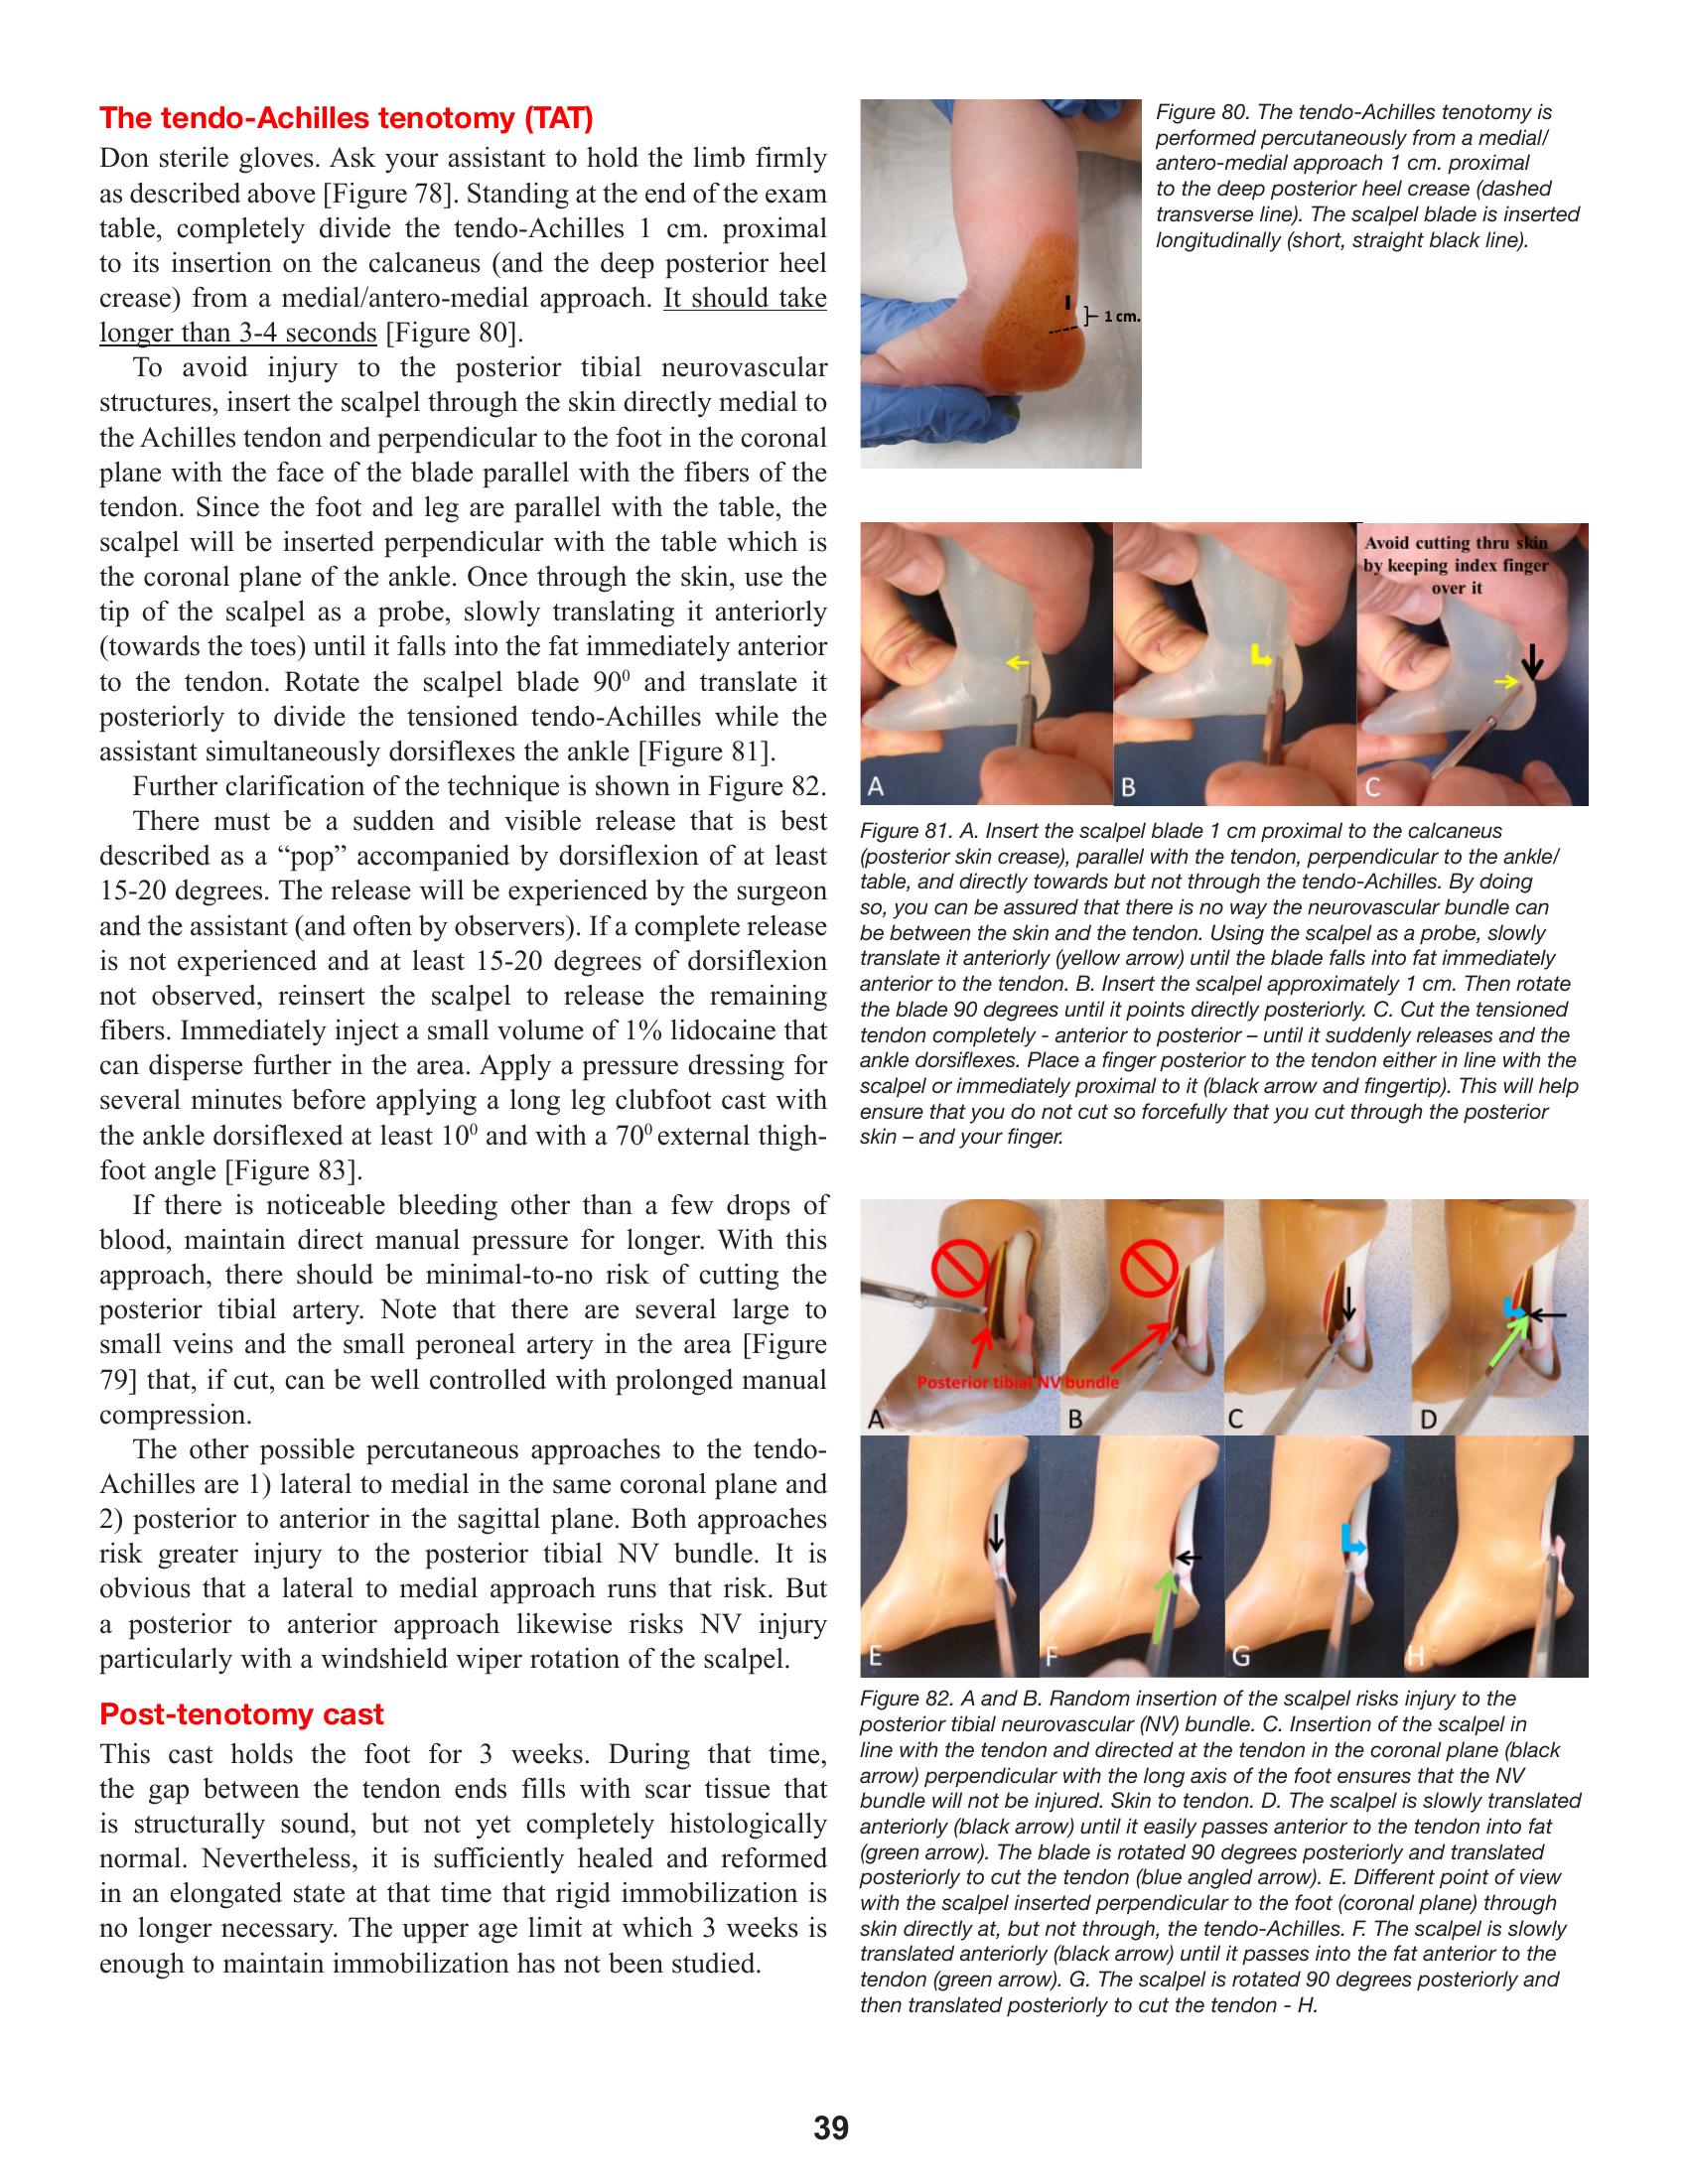 The tendo-Achilles tenotomy (TAT)
Don sterile gloves. Ask your assistant to hold the limb firmly
as described above [Figure 78]. Standing at the end of the exam
table, completely divide the tendo-Achilles 1 cm. proximal
to its insertion on the calcaneus (and the deep posterior heel
crease) from a medial/antero-medial approach. It should take
longer than 3-4 seconds [Figure 80].
To avoid injury to the posterior tibial neurovascular
structures, insert the scalpel through the skin directly medial to
the Achilles tendon and perpendicular to the foot in the coronal
plane with the face of the blade parallel with the fibers of the
tendon. Since the foot and leg are parallel with the table, the
scalpel will be inserted perpendicular with the table which is
the coronal plane of the ankle. Once through the skin, use the
tip of the scalpel as a probe, slowly translating it anteriorly
(towards the toes) until it falls into the fat immediately anterior
to the tendon. Rotate the scalpel blade 90⁰ and translate it
posteriorly to divide the tensioned tendo-Achilles while the
assistant simultaneously dorsiflexes the ankle [Figure 81].
Further clarification of the technique is shown in Figure 82.
There must be a sudden and visible release that is best
described as a “pop” accompanied by dorsiflexion of at least
15-20 degrees. The release will be experienced by the surgeon
and the assistant (and often by observers). If a complete release
is not experienced and at least 15-20 degrees of dorsiflexion
not observed, reinsert the scalpel to release the remaining
fibers. Immediately inject a small volume of 1% lidocaine that
can disperse further in the area. Apply a pressure dressing for
several minutes before applying a long leg clubfoot cast with
the ankle dorsiflexed at least 10⁰ and with a 70⁰ external thigh-
foot angle [Figure 83].
If there is noticeable bleeding other than a few drops of
blood, maintain direct manual pressure for longer. With this
approach, there should be minimal-to-no risk of cutting the
posterior tibial artery. Note that there are several large to
small veins and the small peroneal artery in the area [Figure
79] that, if cut, can be well controlled with prolonged manual
compression.
The other possible percutaneous approaches to the tendo-
Achilles are 1) lateral to medial in the same coronal plane and
2) posterior to anterior in the sagittal plane. Both approaches
risk greater injury to the posterior tibial NV bundle. It is
obvious that a lateral to medial approach runs that risk. But
a posterior to anterior approach likewise risks NV injury
particularly with a windshield wiper rotation of the scalpel.
Post-tenotomy cast
This cast holds the foot for 3 weeks. During that time,
the gap between the tendon ends fills with scar tissue that
is structurally sound, but not yet completely histologically
normal. Nevertheless, it is sufficiently healed and reformed
in an elongated state at that time that rigid immobilization is
no longer necessary. The upper age limit at which 3 weeks is
enough to maintain immobilization has not been studied.
1 cm.
Figure 80. The tendo-Achilles tenotomy is
performed percutaneously from a medial/
antero-medial approach 1 cm. proximal
to the deep posterior heel crease (dashed
transverse line). The scalpel blade is inserted
longitudinally (short, straight black line).
Avoid cutting thru skin
by keeping index finger
over it
A
B
C
Figure 81. A. Insert the scalpel blade 1 cm proximal to the calcaneus
(posterior skin crease), parallel with the tendon, perpendicular to the ankle/
table, and directly towards but not through the tendo-Achilles. By doing
so, you can be assured that there is no way the neurovascular bundle can
be between the skin and the tendon. Using the scalpel as a probe, slowly
translate it anteriorly (yellow arrow) until the blade falls into fat immediately
anterior to the tendon. B. Insert the scalpel approximately 1 cm. Then rotate
the blade 90 degrees until it points directly posteriorly. C. Cut the tensioned
tendon completely - anterior to posterior – until it suddenly releases and the
ankle dorsiflexes. Place a finger posterior to the tendon either in line with the
scalpel or immediately proximal to it (black arrow and fingertip). This will help
ensure that you do not cut so forcefully that you cut through the posterior
skin – and your finger.
Posterior tibial NV bundle
A
B
C
D
E
F
G
H
Figure 82. A and B. Random insertion of the scalpel risks injury to the
posterior tibial neurovascular (NV) bundle. C. Insertion of the scalpel in
line with the tendon and directed at the tendon in the coronal plane (black
arrow) perpendicular with the long axis of the foot ensures that the NV
bundle will not be injured. Skin to tendon. D. The scalpel is slowly translated
anteriorly (black arrow) until it easily passes anterior to the tendon into fat
(green arrow). The blade is rotated 90 degrees posteriorly and translated
posteriorly to cut the tendon (blue angled arrow). E. Different point of view
with the scalpel inserted perpendicular to the foot (coronal plane) through
skin directly at, but not through, the tendo-Achilles. F. The scalpel is slowly
translated anteriorly (black arrow) until it passes into the fat anterior to the
tendon (green arrow). G. The scalpel is rotated 90 degrees posteriorly and
then translated posteriorly to cut the tendon - H.
39